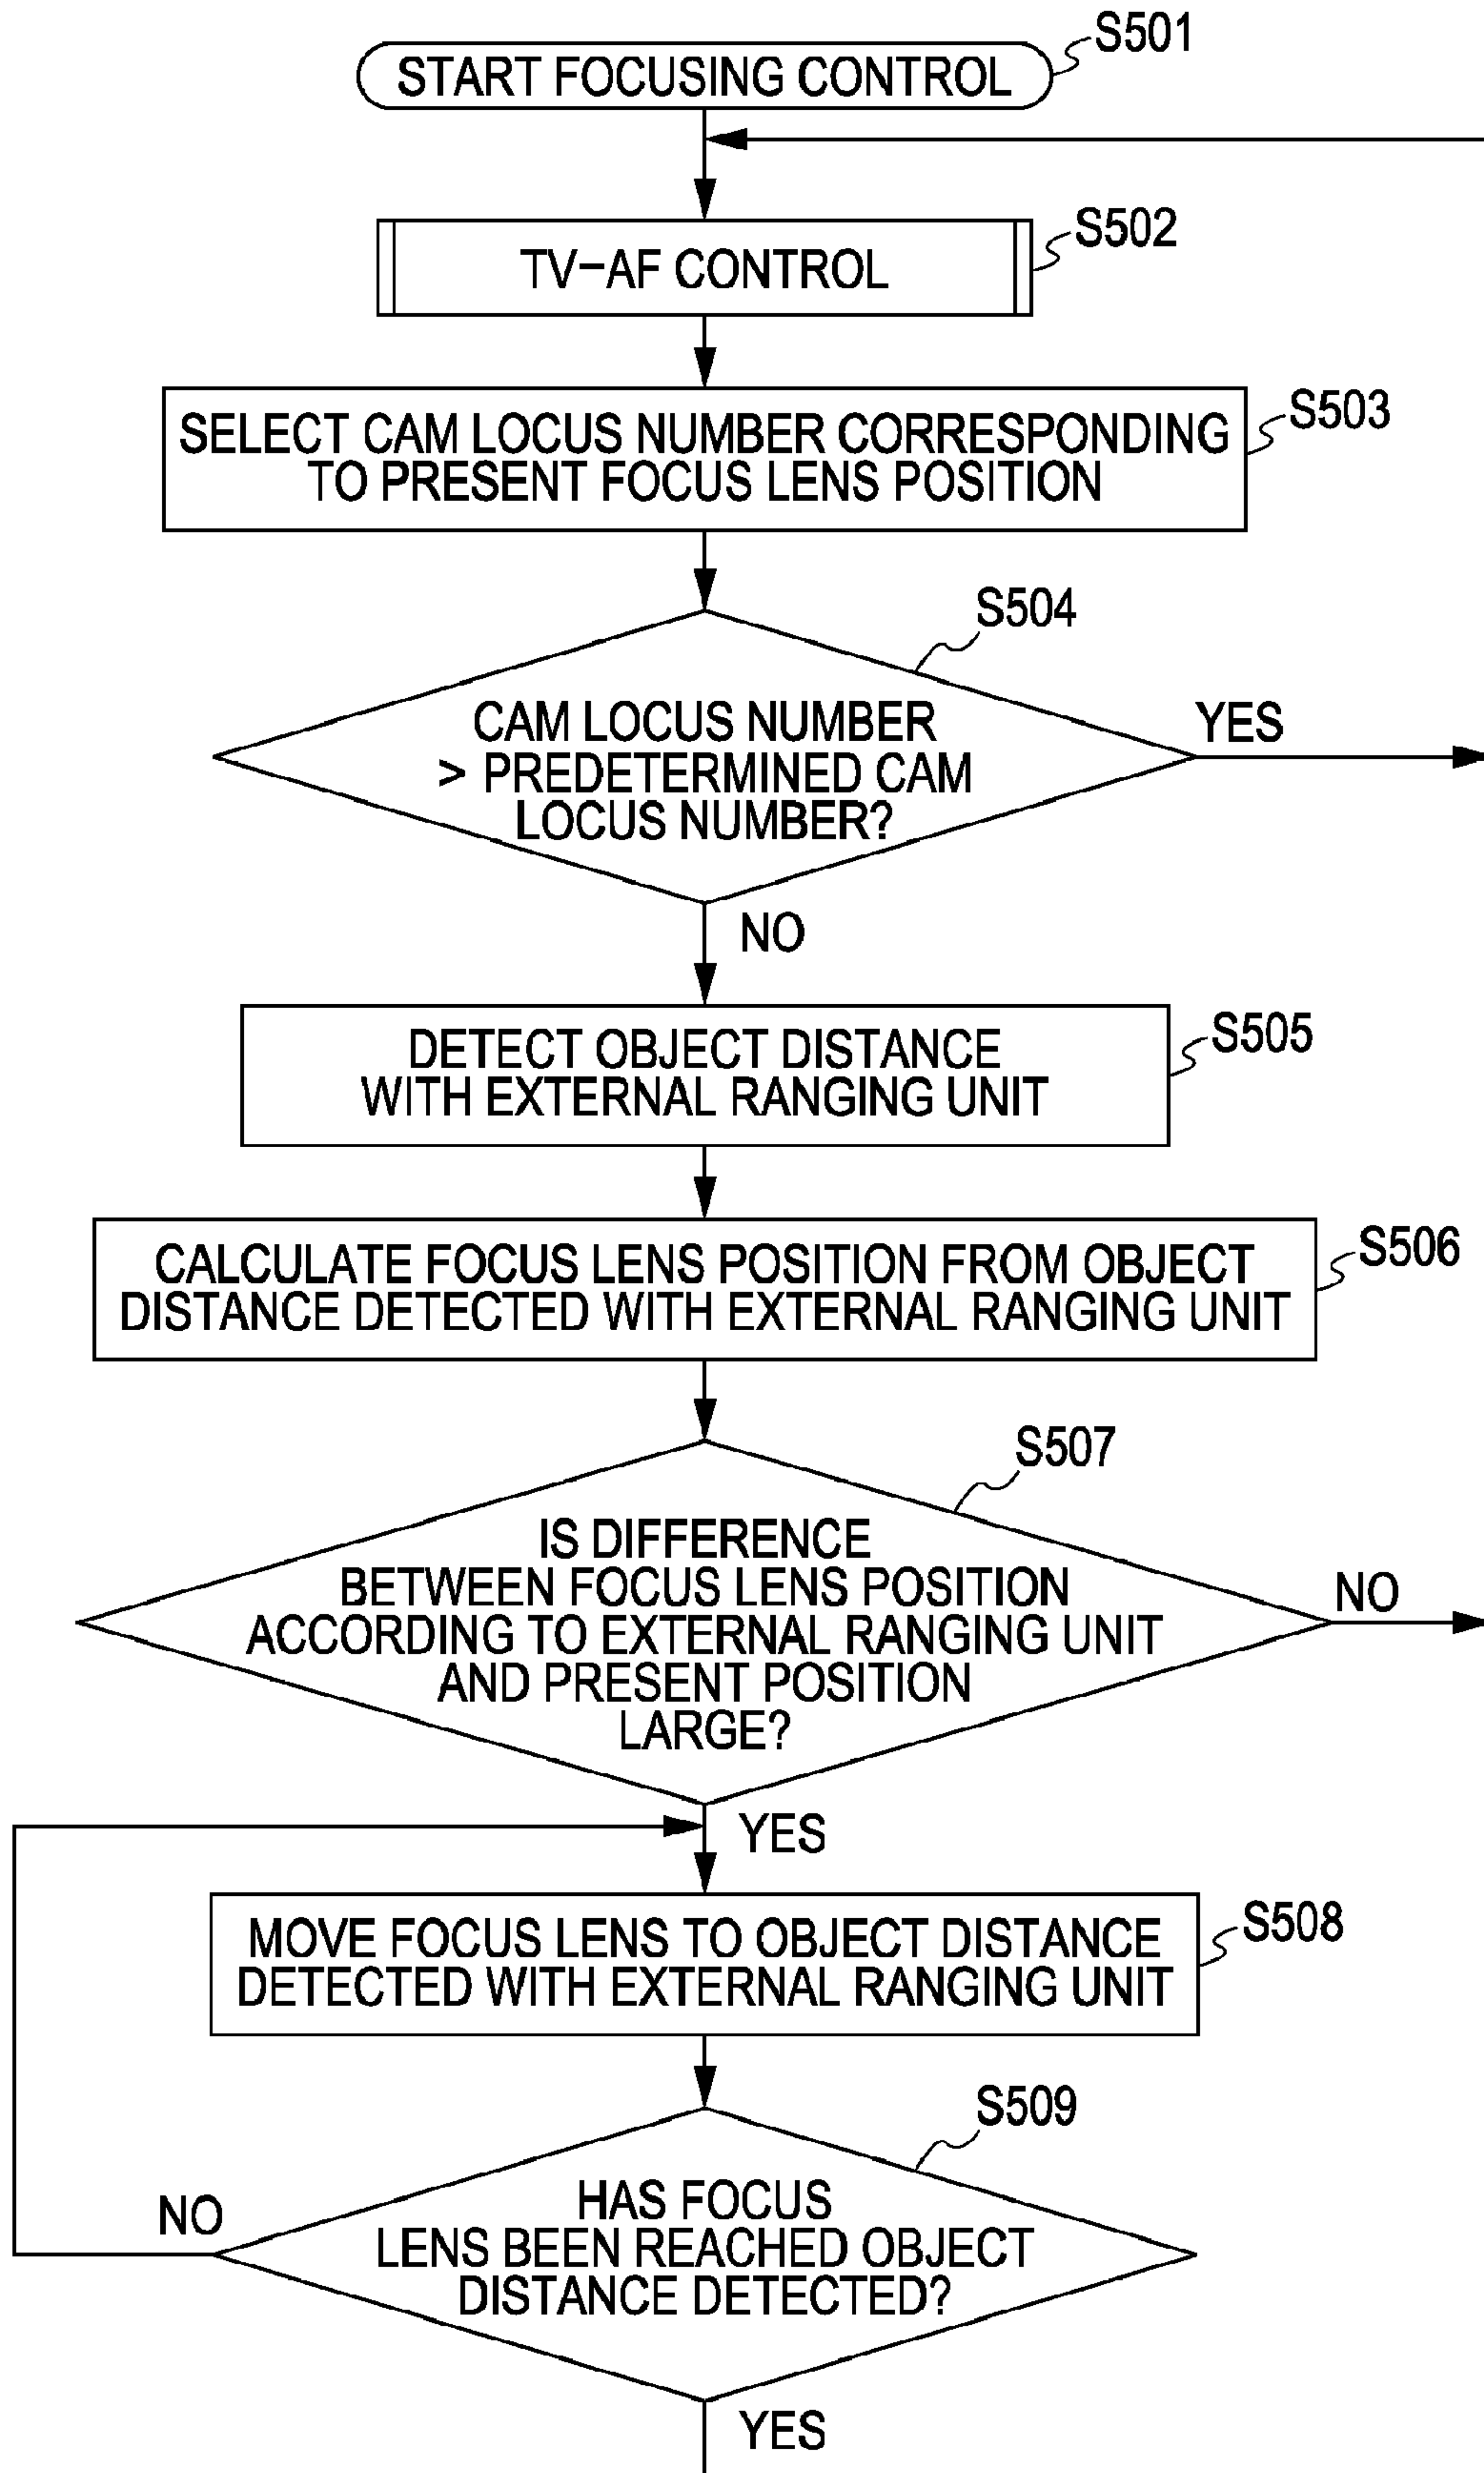 S501
START FOCUSING CONTROL
S502
TV-AF CONTROL
S503
SELECT CAM LOCUS NUMBER CORRESPONDING
TO PRESENT FOCUS LENS POSITION
S504
CAM LOCUS NUMBER
> PREDETERMINED CAM
LOCUS NUMBER?
YES
NO
S505
DETECT OBJECT DISTANCE
WITH EXTERNAL RANGING UNIT
S506
CALCULATE FOCUS LENS POSITION FROM OBJECT
DISTANCE DETECTED WITH EXTERNAL RANGING UNIT
S507
IS DIFFERENCE
BETWEEN FOCUS LENS POSITION
ACCORDING TO EXTERNAL RANGING UNIT
AND PRESENT POSITION
LARGE?
NO
YES
S508
MOVE FOCUS LENS TO OBJECT DISTANCE
DETECTED WITH EXTERNAL RANGING UNIT
S509
HAS FOCUS
LENS BEEN REACHED OBJECT
DISTANCE DETECTED?
NO
YES